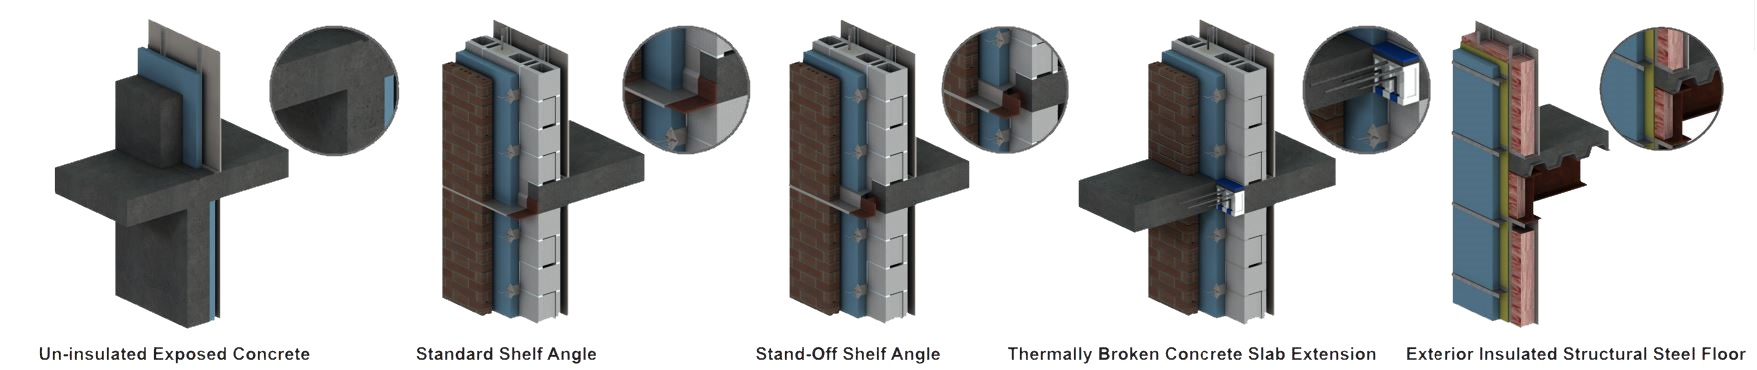 Un-insulated Exposed Concrete
Standard Shelf Angle
Stand-Off Shelf Angle
Thermally Broken Concrete Slab Extension
Exterior Insulated Structural Steel Floor